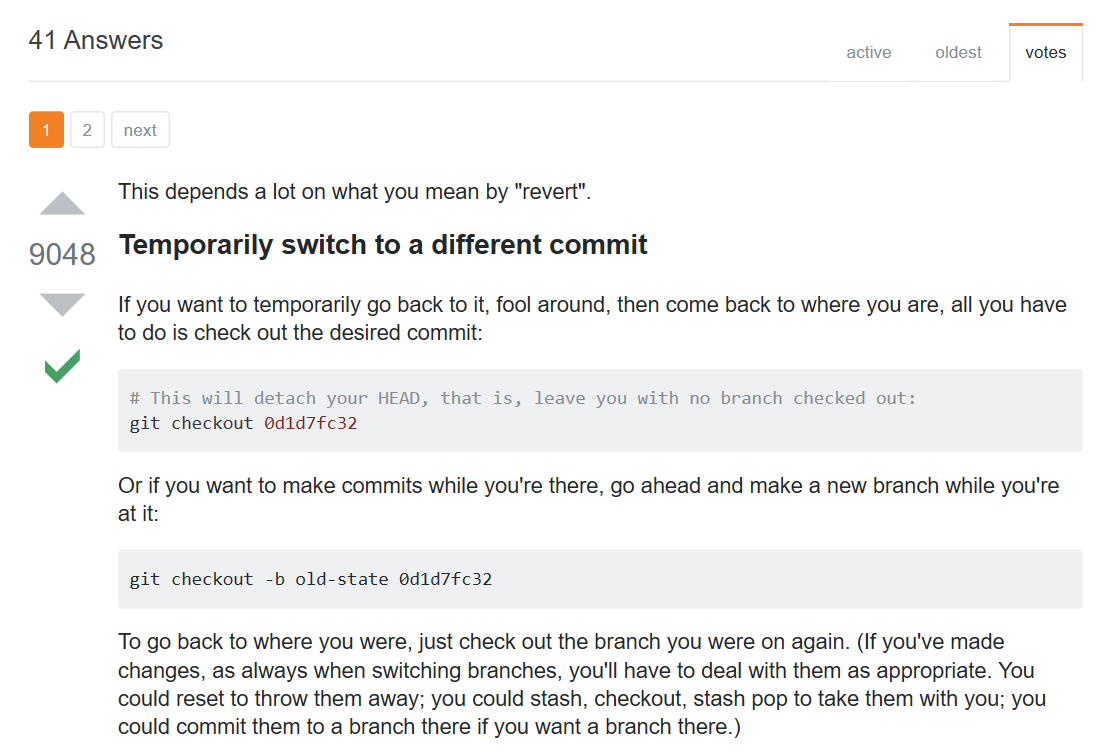 41 Answers
active oldest votes
1 2 next
This depends a lot on what you mean by "revert".
9048
Temporarily switch to a different commit
If you want to temporarily go back to it, fool around, then come back to where you are, all you have
to do is check out the desired commit:
# This will detach your HEAD, that is, leave you with no branch checked out:
git checkout 0d1d7fc32
Or if you want to make commits while you're there, go ahead and make a new branch while you're
at it:
git checkout -b old-state 0d1d7fc32
To go back to where you were, just check out the branch you were on again. (If you've made
changes, as always when switching branches, you'll have to deal with them as appropriate. You
could reset to throw them away; you could stash, checkout, stash pop to take them with you; you
could commit them to a branch there if you want a branch there.)